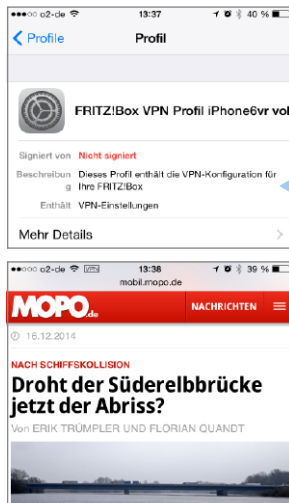 o2-de 13:37 40 %
Profile Profil
FRITZ!Box VPN Profil iPhone6vr vol
Signiert von Nicht signiert
Beschreibun Dieses Profil enthält die VPN-Konfiguration für
g Ihre FRITZ!Box
Enthält VPN-Einstellungen
Mehr Details
o2-de VPN 13:38 39 %
mobil.mopo.de
MOPO.de NACHRICHTEN
16.12.2014
NACH SCHIFFSKOLLISION
Droht der Süderelbbrücke
jetzt der Abriss?
Von ERIK TRÜMPLER UND FLORIAN QUANDT